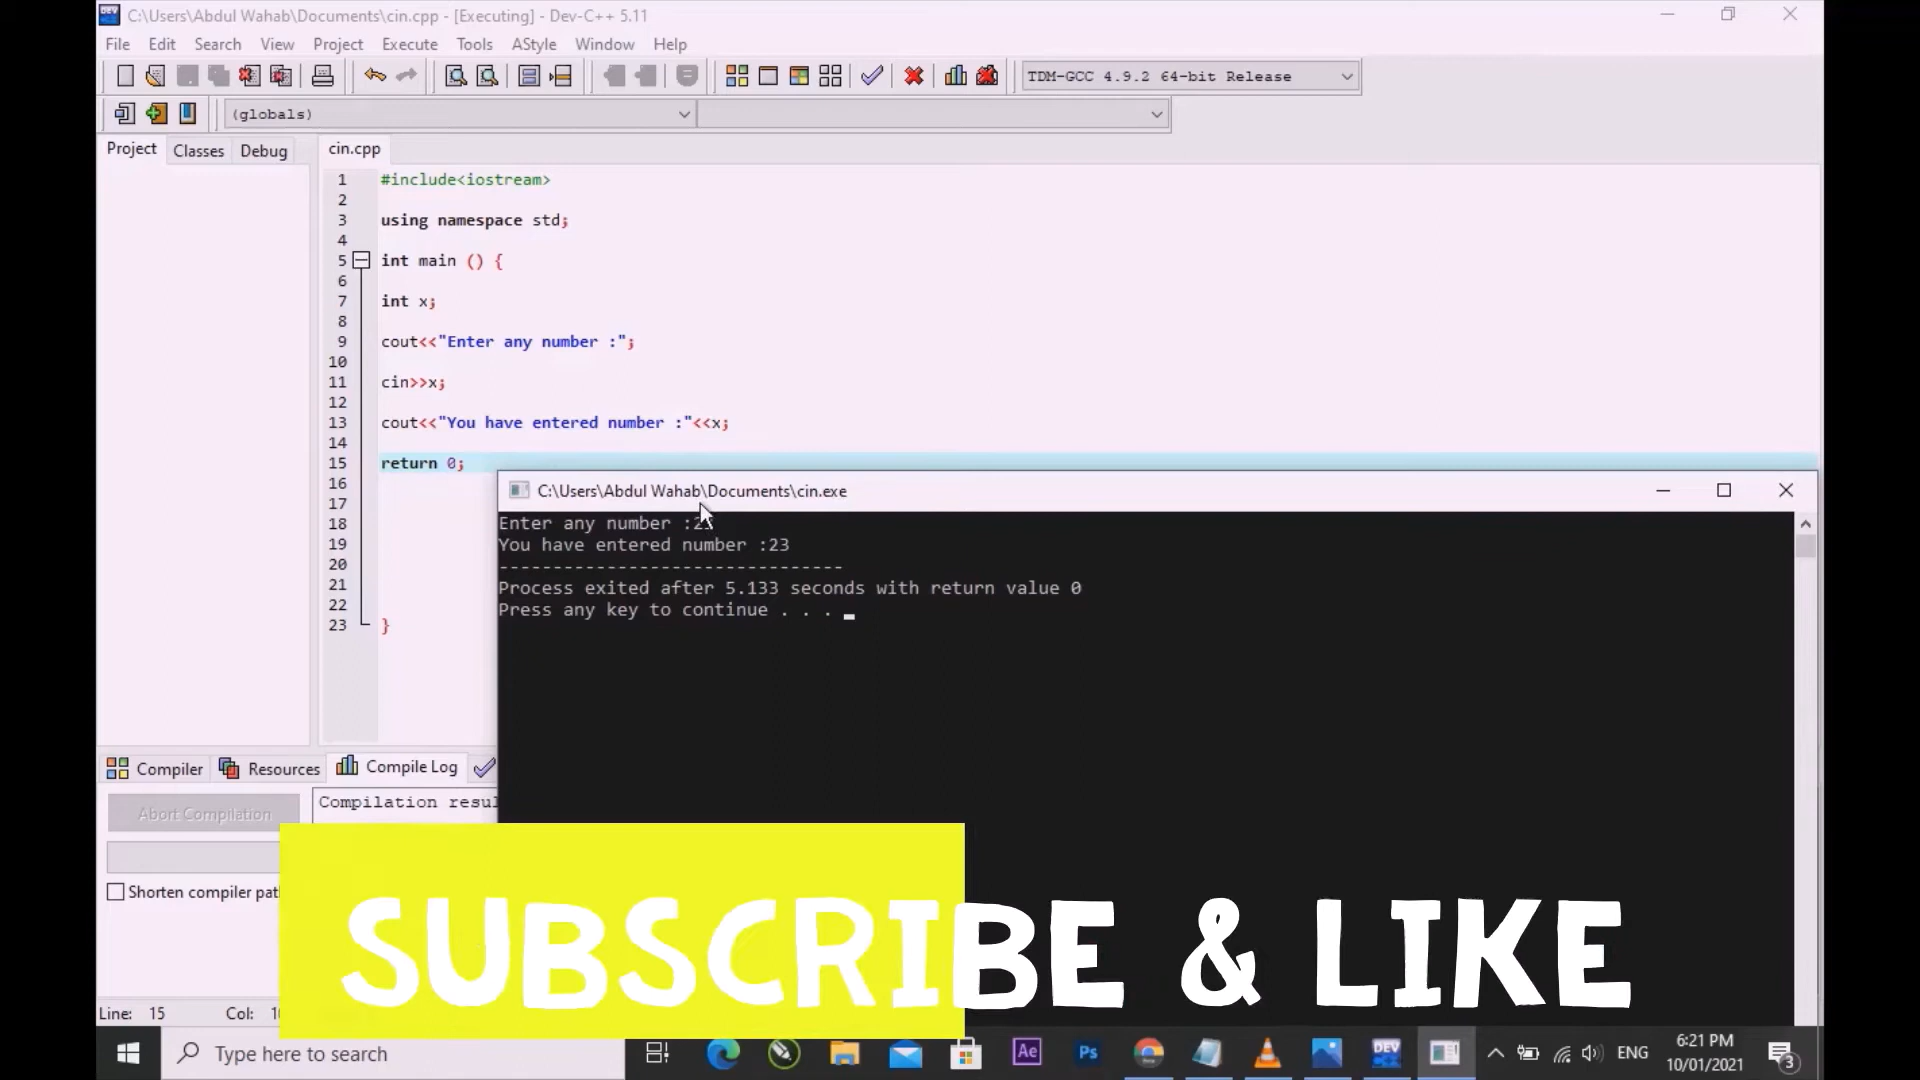 C:\Users\Abdul Wahab\Documents\cin.cpp - [Executing] - Dev-C++ 5.11
File Edit Search View Project Execute Tools AStyle Window Help
TDM-GCC 4.9.2 64-bit Release
(globals)
Project Classes Debug
cin.cpp
1 #include<iostream>
2
3 using namespace std;
4
5 int main () {
6
7 int x;
8
9 cout<<"Enter any number :";
10
11 cin>>x;
12
13 cout<<"You have entered number :"<<x;
14
15 return 0;
16
17
18
19
20
21
22
23 }
C:\Users\Abdul Wahab\Documents\cin.exe
Enter any number :23
You have entered number :23
--------------------------------
Process exited after 5.133 seconds with return value 0
Press any key to continue . . .
Compiler Resources Compile Log
Abort Compilation
Compilation
Shorten compiler
SUBSCRIBE & LIKE
Line: 15 Col:
Type here to search
Ae Ps DEV ENG
6:21 PM
10/01/2021
3